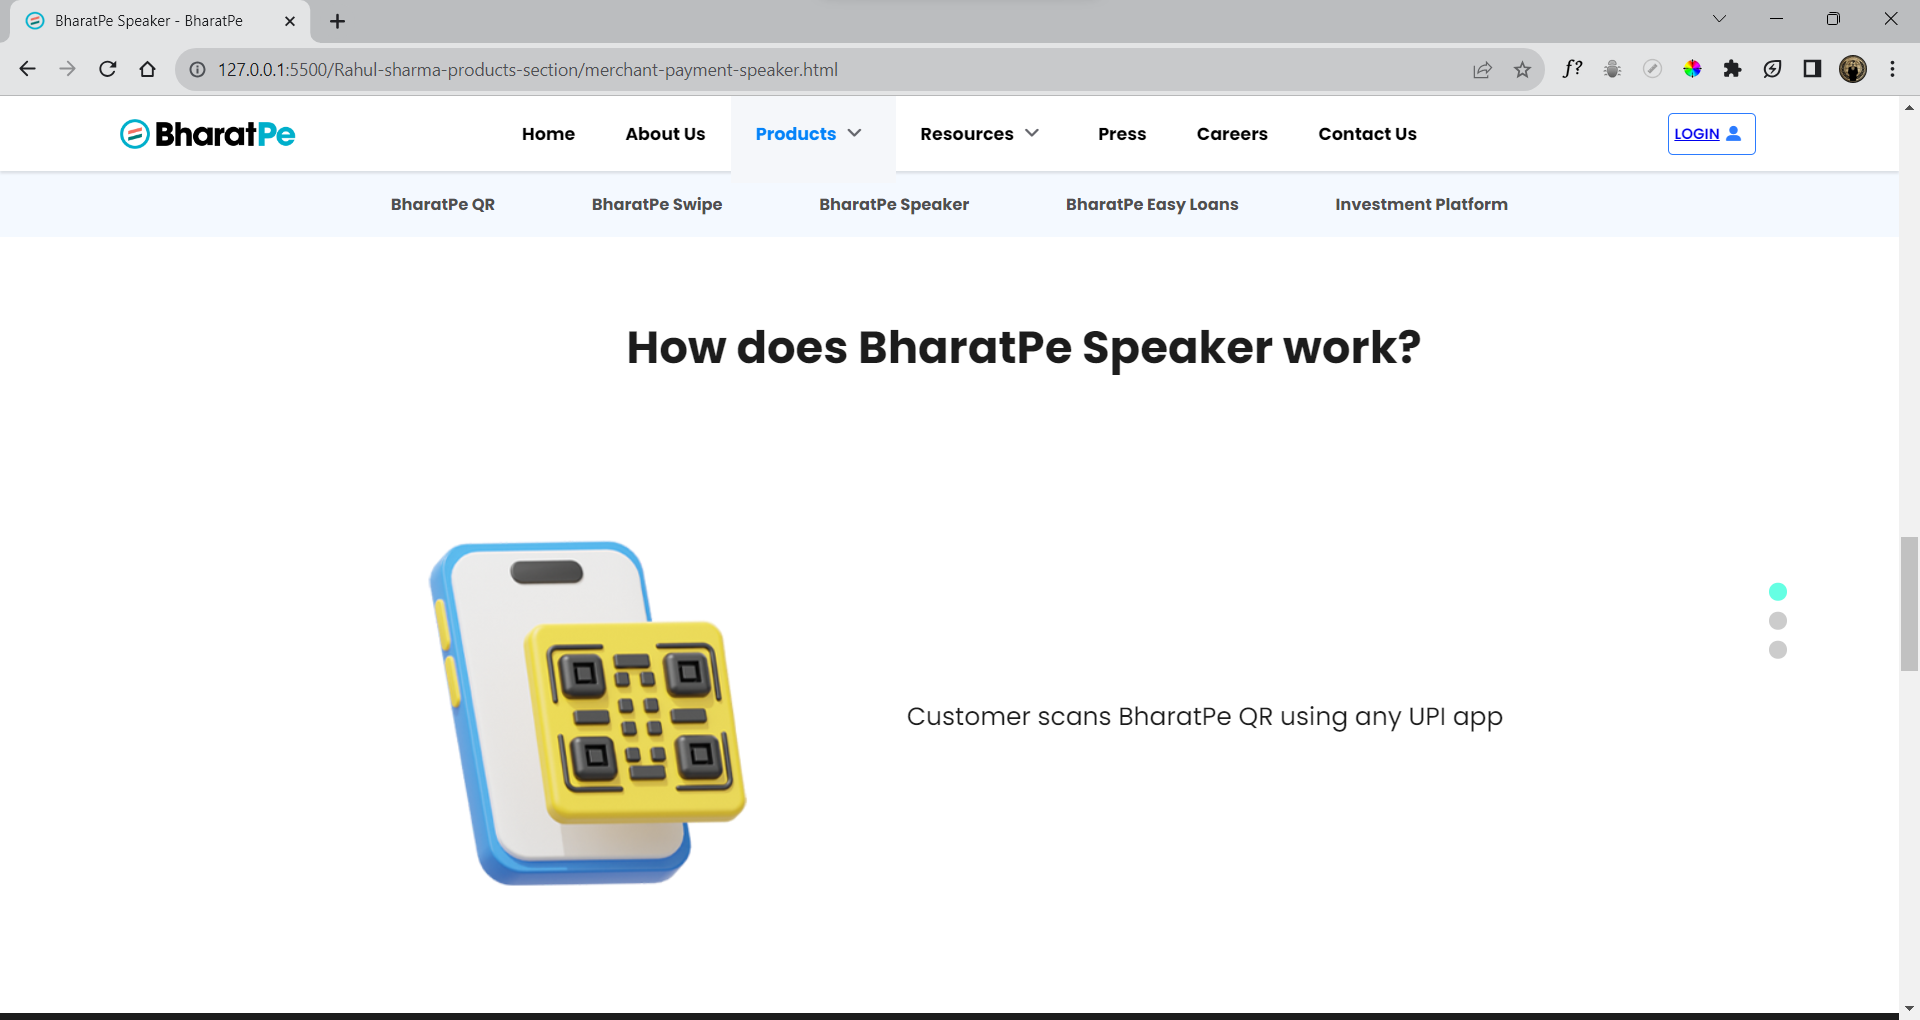 BharatPe Speaker - BharatPe
127.0.0.1:5500/Rahul-sharma-products-section/merchant-payment-speaker.html
f?
BharatPe Home About Us Products Resources Press Careers Contact Us LOGIN
BharatPe QR BharatPe Swipe BharatPe Speaker BharatPe Easy Loans Investment Platform
How does BharatPe Speaker work?
Customer scans BharatPe QR using any UPI app